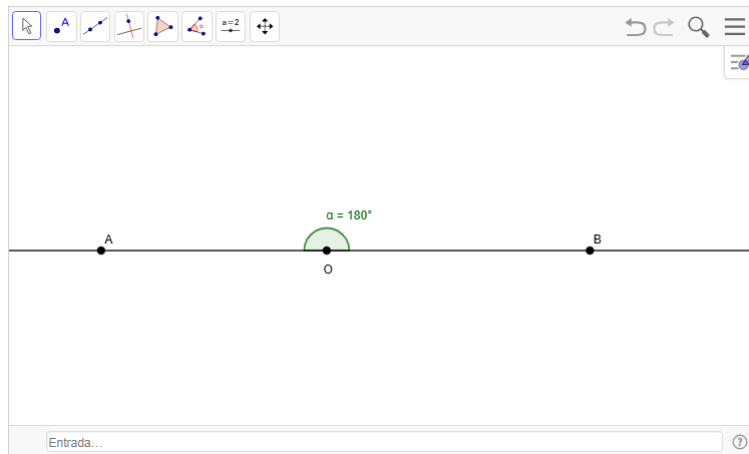 A
a=2
α = 180°
A
B
O
Entrada…
?